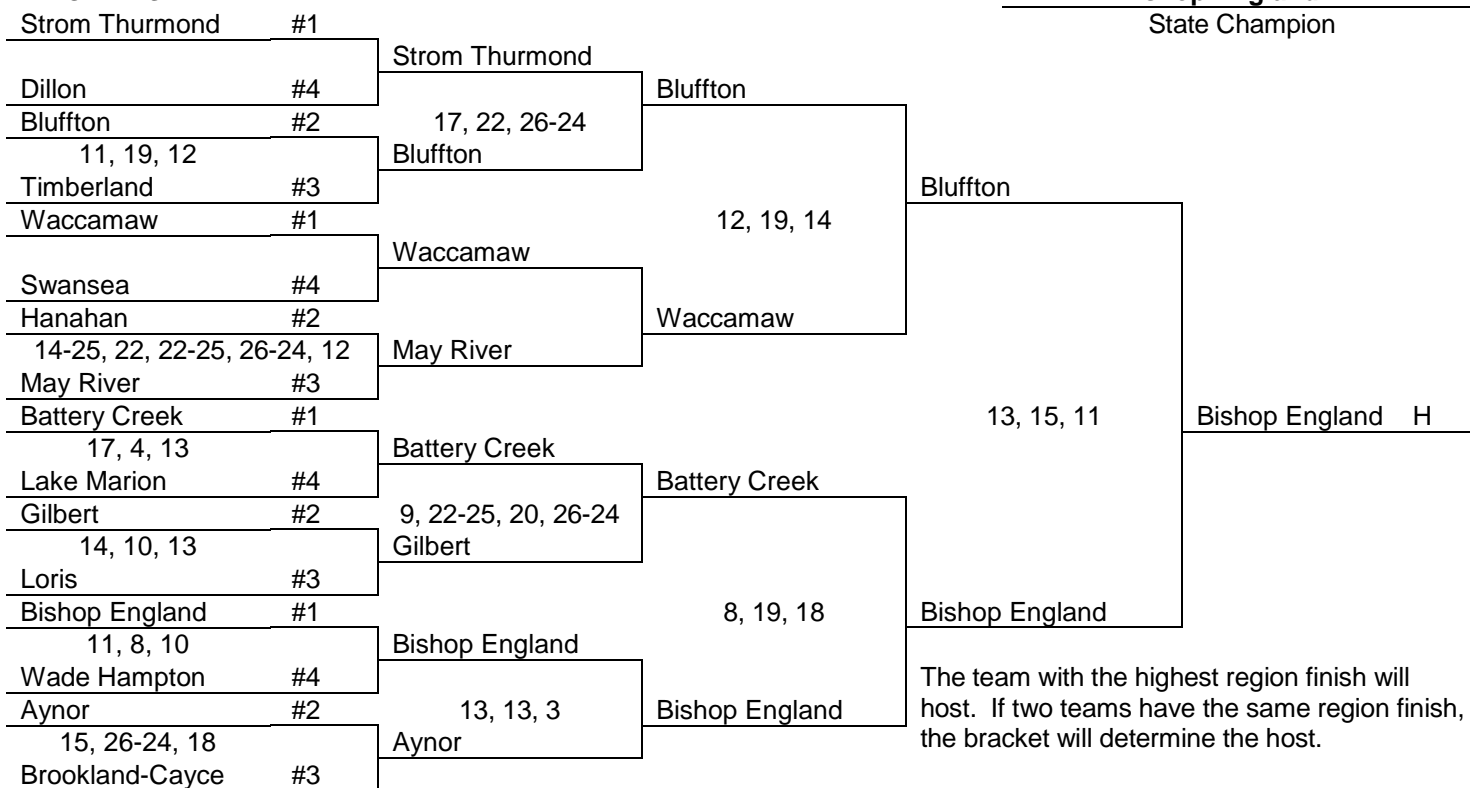 Strom Thurmond #1
State Champion
Strom Thurmond
Dillon #4
Bluffton
Bluffton #2
17, 22, 26-24
11, 19, 12
Bluffton
Timberland #3
Bluffton
Waccamaw #1
12, 19, 14
Waccamaw
Swansea #4
Hanahan #2
Waccamaw
14-25, 22, 22-25, 26-24, 12
May River
May River #3
Battery Creek #1
13, 15, 11
Bishop England H
17, 4, 13
Battery Creek
Lake Marion #4
Battery Creek
Gilbert #2
9, 22-25, 20, 26-24
14, 10, 13
Gilbert
Loris #3
Bishop England #1
8, 19, 18
Bishop England
11, 8, 10
Bishop England
Wade Hampton #4
The team with the highest region finish will
Aynor #2
13, 13, 3
Bishop England
host. If two teams have the same region finish,
15, 26-24, 18
Aynor
the bracket will determine the host.
Brookland-Cayce #3